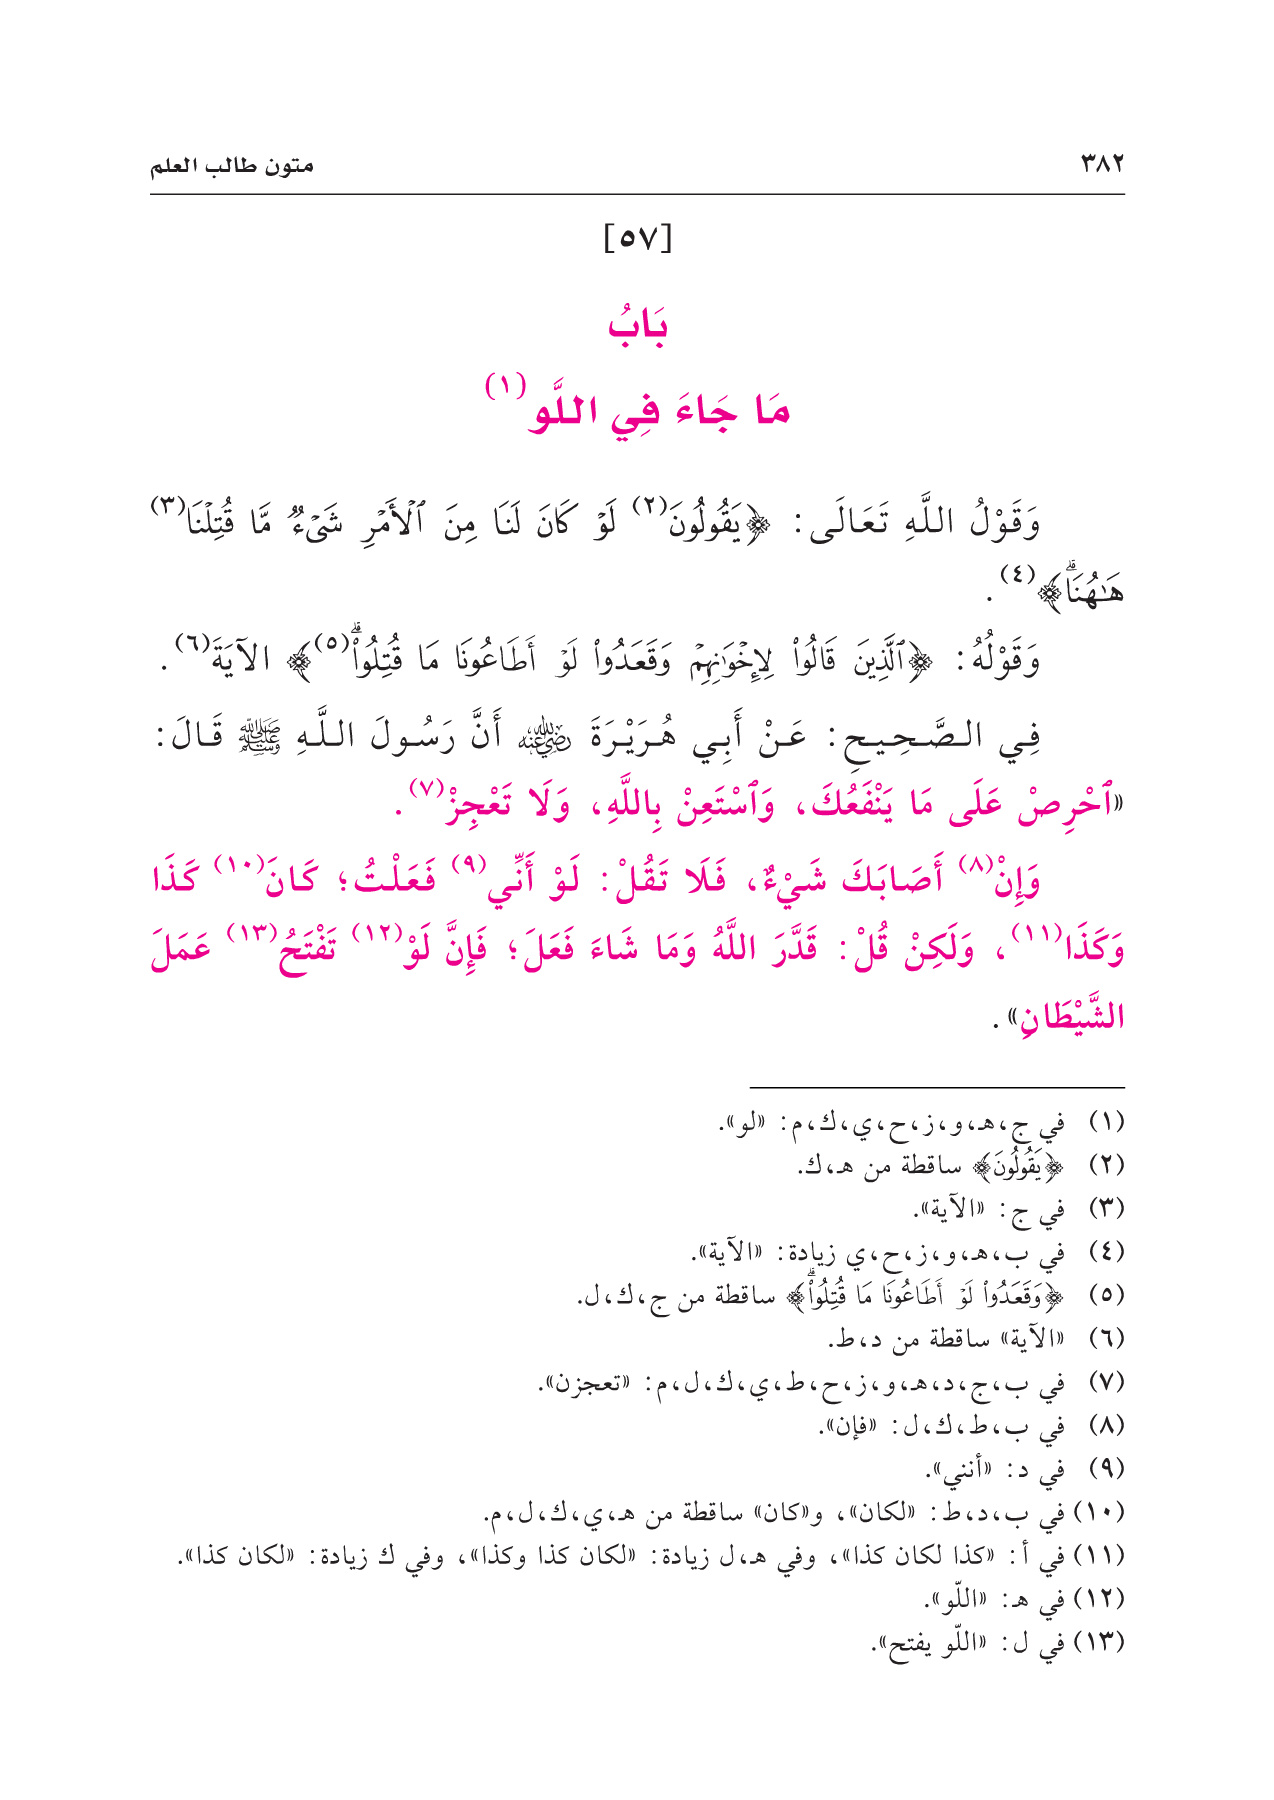 ٣٨٢ متون طالب العلم
[٥٧]
بَابُ
مَا جَاءَ فِي اللَّو(١)
وَقَوْلُ اللَّهِ تَعَالَى: ﴿يَقُولُونَ(٢) لَوۡ كَانَ لَنَا مِنَ ٱلۡأَمۡرِ شَيۡءٞ مَّا قُتِلۡنَا(٣)
هَٰهُنَاۗ﴾(٤).
وَقَوْلُهُ: ﴿ٱلَّذِينَ قَالُواْ لِإِخۡوَٰنِهِمۡ وَقَعَدُواْ لَوۡ أَطَاعُونَا مَا قُتِلُواْۗ(٥)﴾ الآيَةَ(٦).
فِي الصَّحِيحِ: عَنْ أَبِي هُرَيْرَةَ رضي الله عنه أَنَّ رَسُولَ اللَّهِ ﷺ قَالَ:
«ٱحْرِصْ عَلَى مَا يَنْفَعُكَ، وَٱسْتَعِنْ بِاللَّهِ، وَلَا تَعْجِزْ(٧).
وَإِنْ(٨) أَصَابَكَ شَيْءٌ، فَلَا تَقُلْ: لَوْ أَنِّي(٩) فَعَلْتُ؛ كَانَ(١٠) كَذَا
وَكَذَا(١١)، وَلَكِنْ قُلْ: قَدَّرَ اللَّهُ وَمَا شَاءَ فَعَلَ؛ فَإِنَّ لَوْ(١٢) تَفْتَحُ(١٣) عَمَلَ
الشَّيْطَانِ».
(١) في ج، هـ، و، ز، ح، ي، ك، م: «لو».
(٢) ﴿يَقُولُونَ﴾ ساقطة من هـ، ك.
(٣) في ج: «الآية».
(٤) في ب، هـ، و، ز، ح، ي زيادة: «الآية».
(٥) ﴿وَقَعَدُواْ لَوۡ أَطَاعُونَا مَا قُتِلُواْۗ﴾ ساقطة من ج، ك، ل.
(٦) «الآية» ساقطة من د، ط.
(٧) في ب، ج، د، هـ، و، ز، ح، ط، ي، ك، ل، م: «تعجزن».
(٨) في ب، ط، ك، ل: «فإن».
(٩) في د: «أنني».
(١٠) في ب، د، ط: «لكان»، و«كان» ساقطة من هـ، ي، ك، ل، م.
(١١) في أ: «كذا لكان كذا»، وفي هـ، ل زيادة: «لكان كذا وكذا»، وفي ك زيادة: «لكان كذا».
(١٢) في هـ: «اللّو».
(١٣) في ل: «اللّو يفتح».